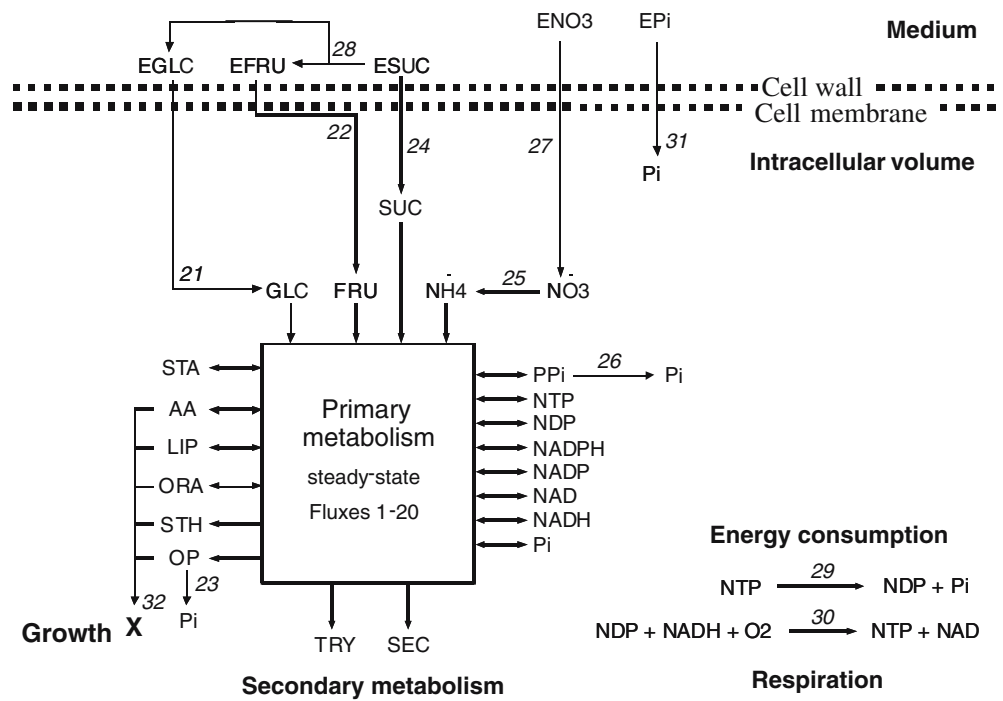 ENO3 EPi
Medium
28
EGLC EFRU ESUC
Cell wall
Cell membrane
22 24 27 31
Intracellular volume
Pi
SUC
21 25
GLC FRU NH4 - NO3 -
STA
26
PPi Pi
AA
Primary
NTP
metabolism
NDP
LIP
NADPH
steady-state
NADP
ORA
NAD
Fluxes 1-20
STH
NADH
Energy consumption
OP
Pi
23
29
NTP NDP + Pi
32
Growth X Pi
30
NDP + NADH + O2 NTP + NAD
TRY SEC
Respiration
Secondary metabolism